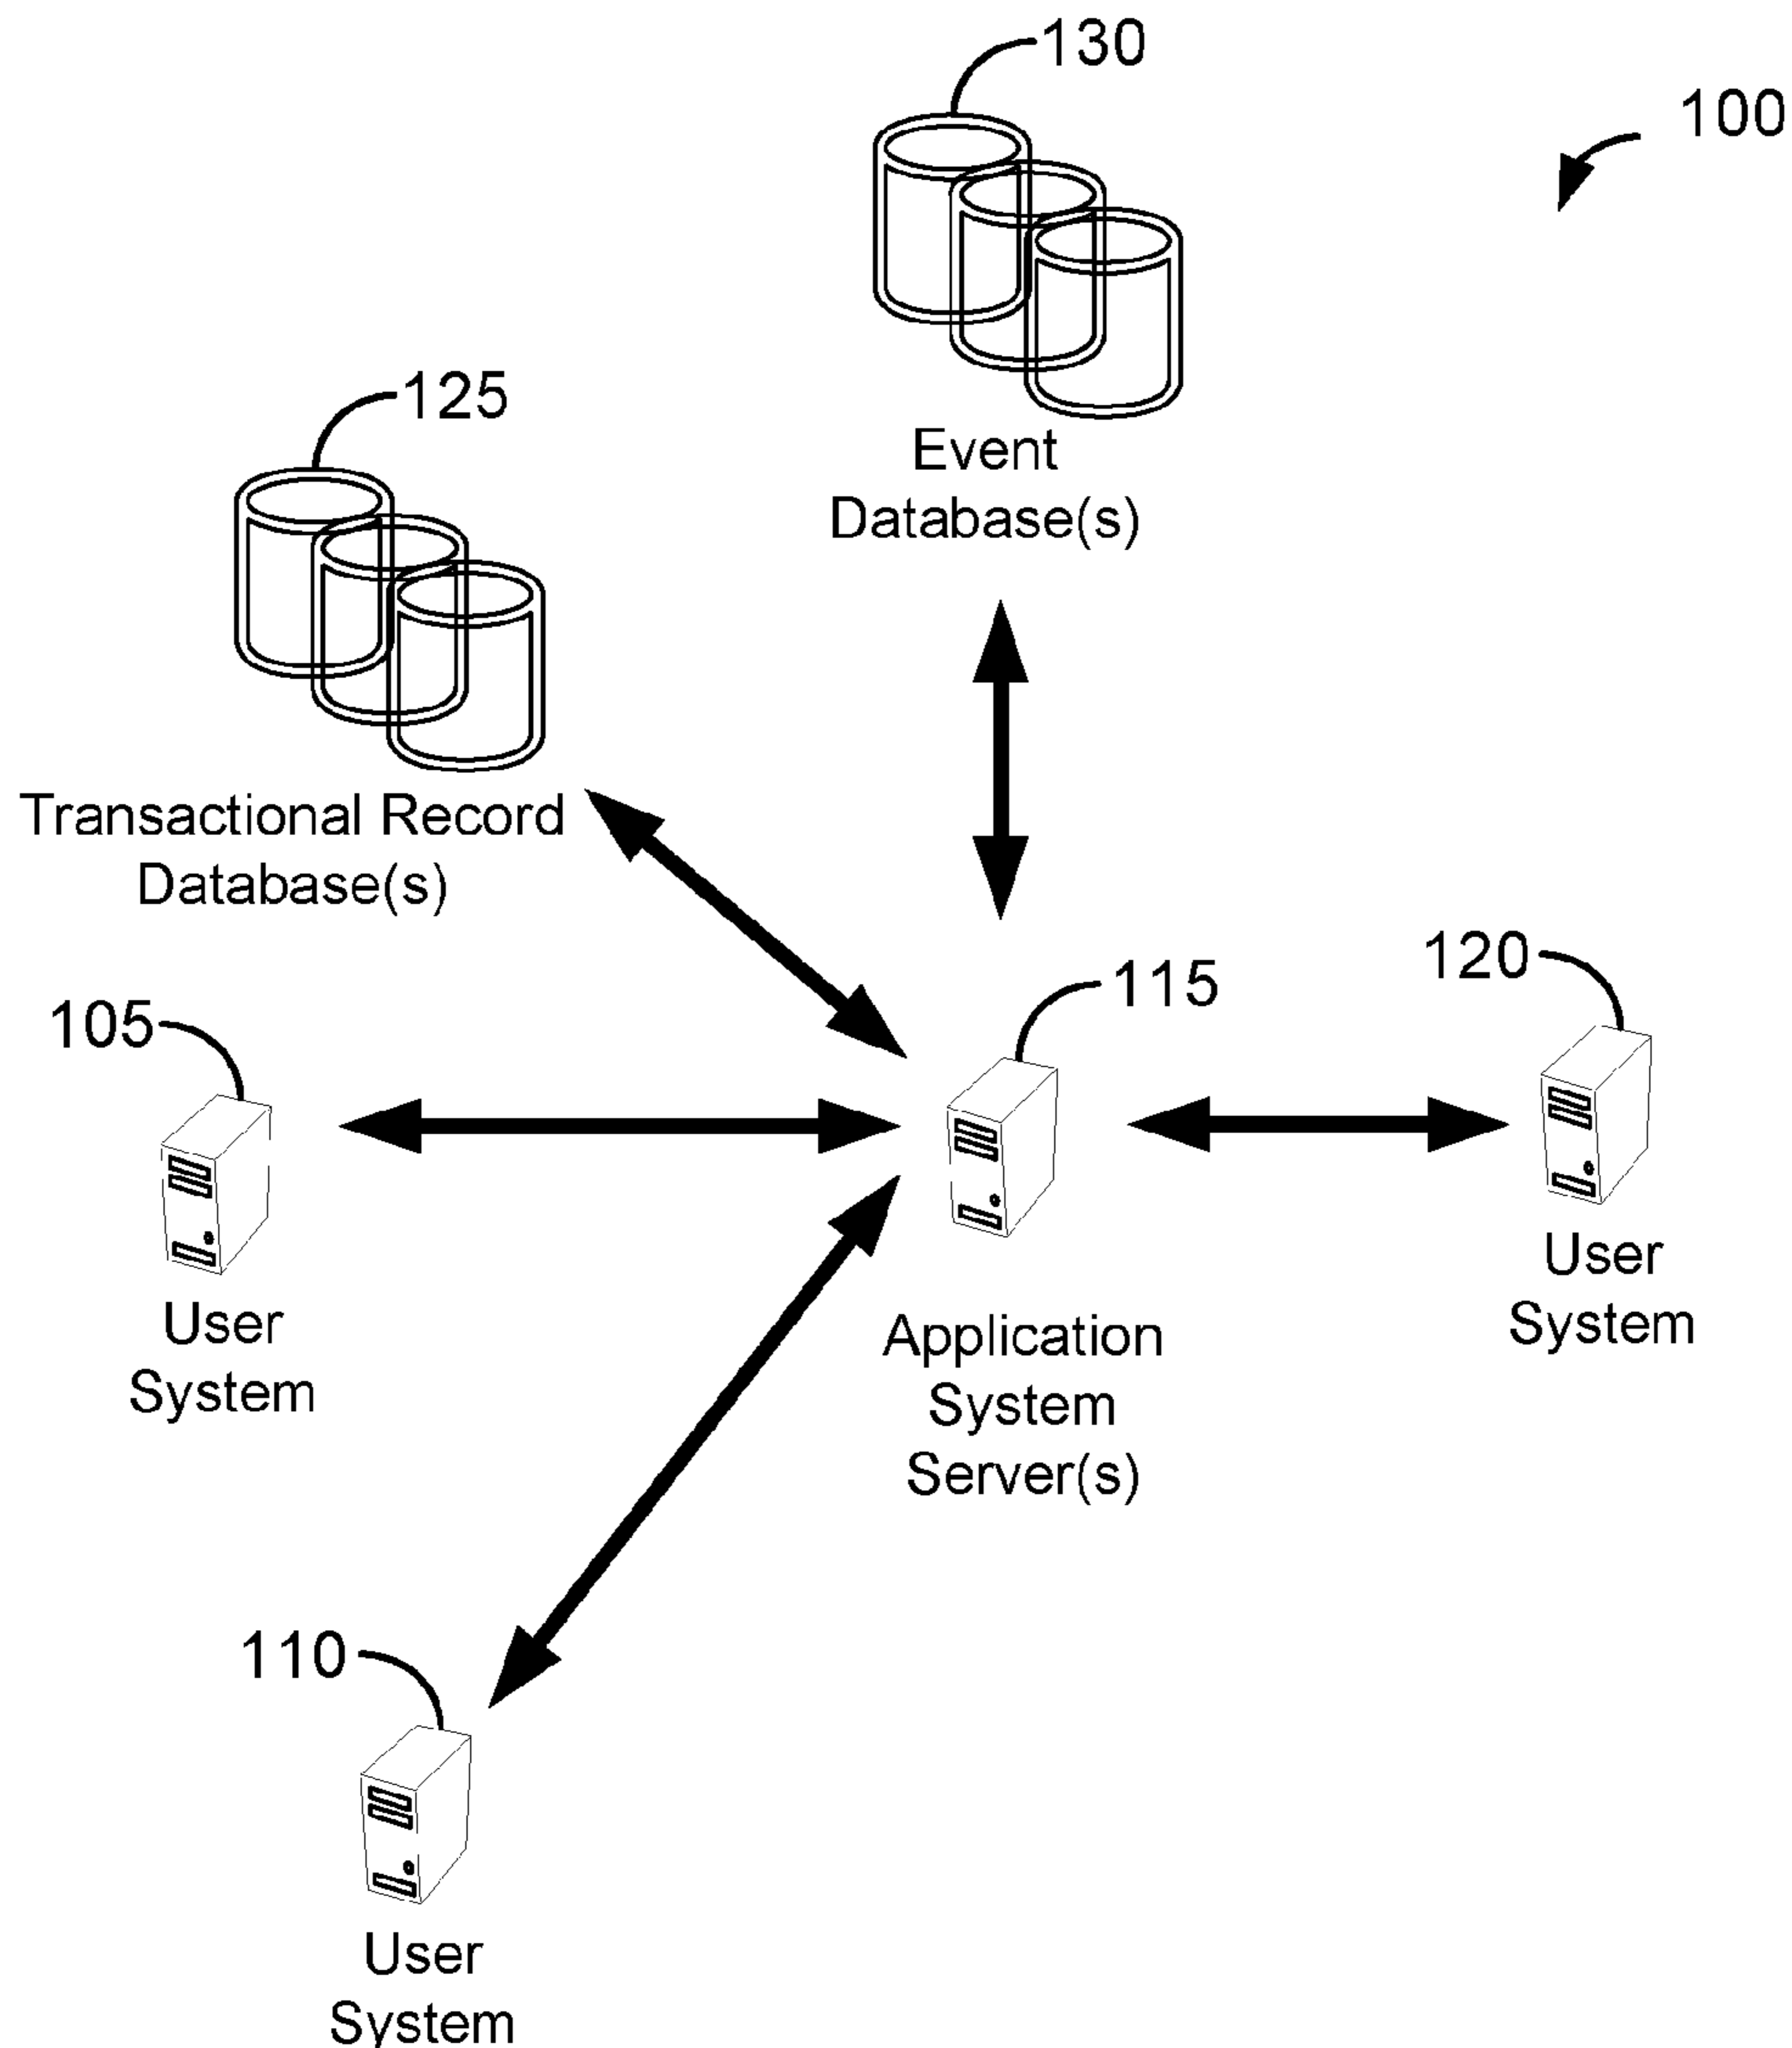 130
100
125
Event
Database(s)
Transactional Record
Database(s)
120
115
105
User
System
Application
System
Server(s)
User
System
110
User
System